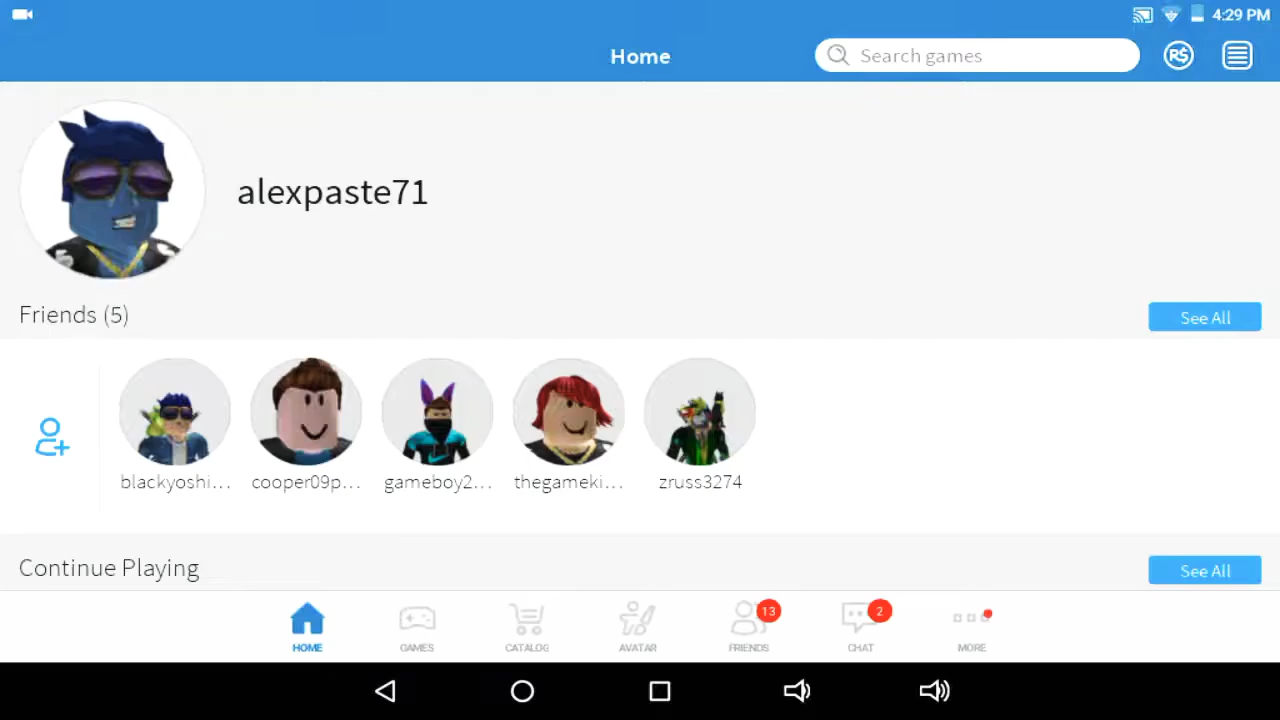 4:29 PM
Home
Search games
R$
alexpaste71
Friends (5)
See All
blackyoshi...
cooper09p...
gameboy2...
thegameki...
zruss3274
Continue Playing
See All
13
2
HOME
GAMES
CATALOG
AVATAR
FRIENDS
CHAT
MORE